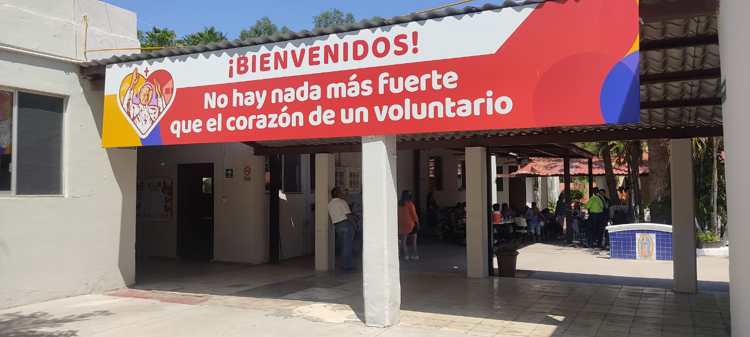 ¡BIENVENIDOS!
No hay nada más fuerte
que el corazón de un voluntario